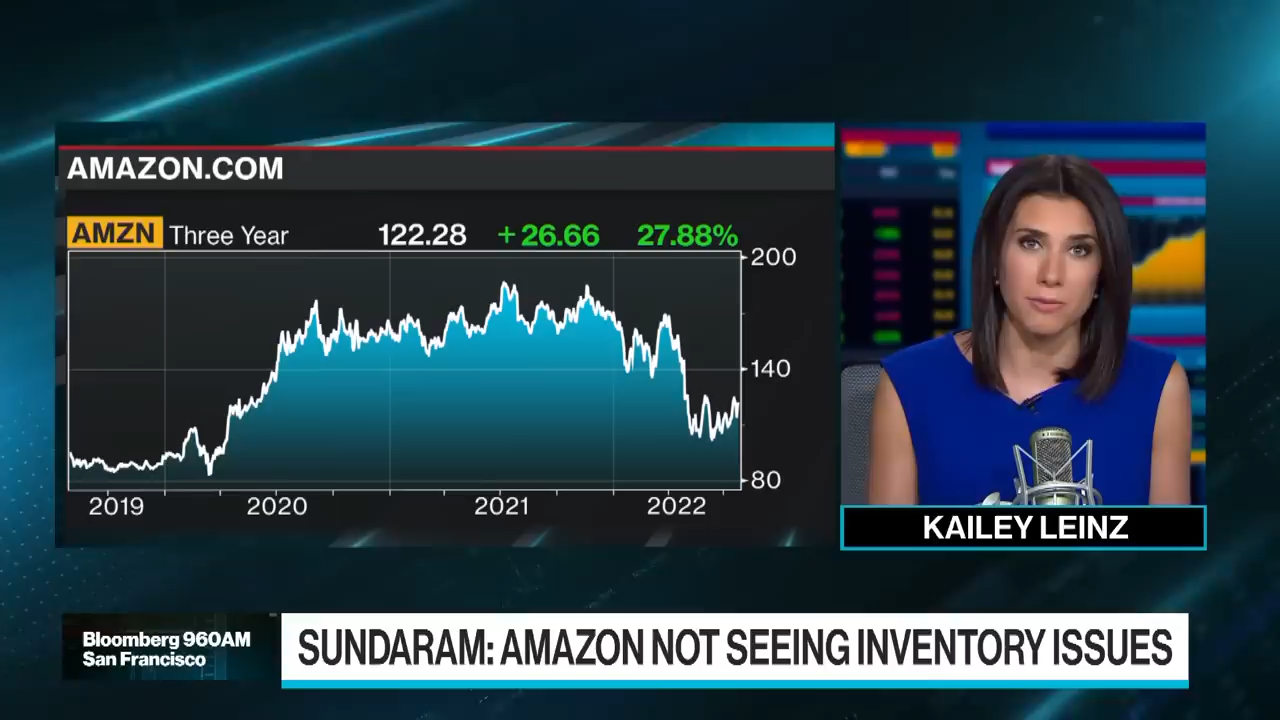 AMAZON.COM
AMZN Three Year 122.28 +26.66 27.88%
200
140
80
2019 2020 2021 2022
KAILEY LEINZ
Bloomberg 960AM
San Francisco
SUNDARAM: AMAZON NOT SEEING INVENTORY ISSUES